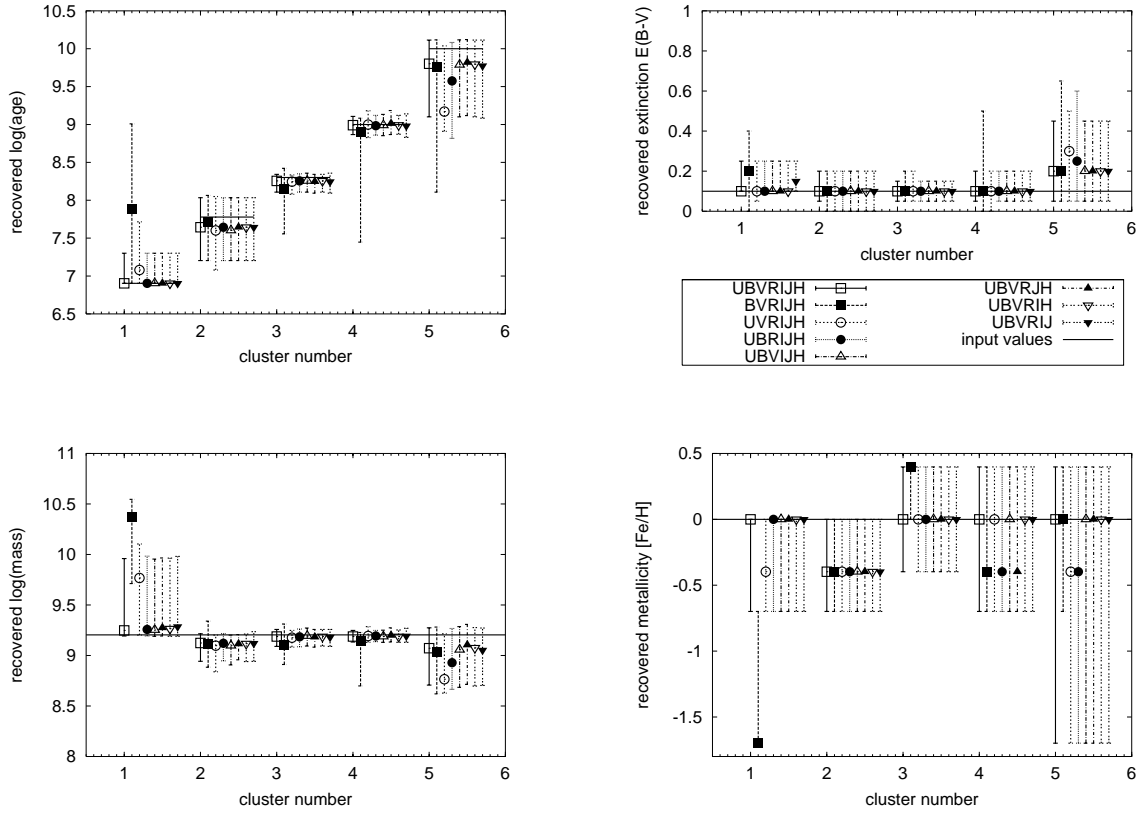 recovered log(age)
10.5
10
9.5
9
8.5
8
7.5
7
6.5
1 2 3 4 5 6
cluster number
recovered extinction E(B-V)
1
0.8
0.6
0.4
0.2
0
1 2 3 4 5 6
cluster number
UBVRIJH
BVRIJH
UVRIJH
UBRIJH
UBVIJH
UBVRJH
UBVRIH
UBVRIJ
input values
recovered log(mass)
11
10.5
10
9.5
9
8.5
8
1 2 3 4 5 6
cluster number
recovered metallicity [Fe/H]
0.5
0
-0.5
-1
-1.5
1 2 3 4 5 6
cluster number